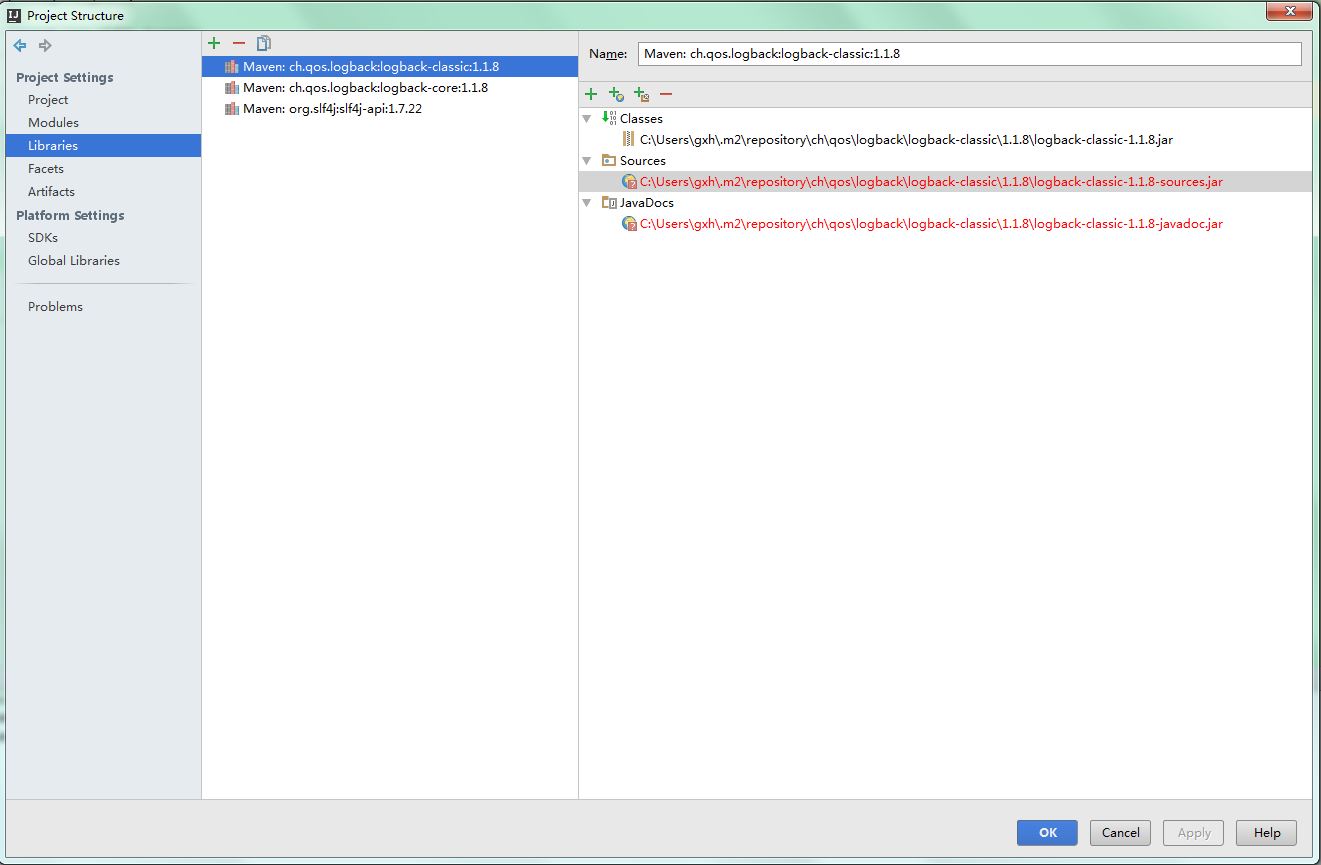 Project Structure
Project Settings
Project
Modules
Libraries
Facets
Artifacts
Platform Settings
SDKs
Global Libraries
Problems
Maven: ch.qos.logback:logback-classic:1.1.8
Maven: ch.qos.logback:logback-core:1.1.8
Maven: org.slf4j:slf4j-api:1.7.22
Name: Maven: ch.qos.logback:logback-classic:1.1.8
Classes
C:\Users\gxh\.m2\repository\ch\qos\logback\logback-classic\1.1.8\logback-classic-1.1.8.jar
Sources
C:\Users\gxh\.m2\repository\ch\qos\logback\logback-classic\1.1.8\logback-classic-1.1.8-sources.jar
JavaDocs
C:\Users\gxh\.m2\repository\ch\qos\logback\logback-classic\1.1.8\logback-classic-1.1.8-javadoc.jar
OK Cancel Apply Help